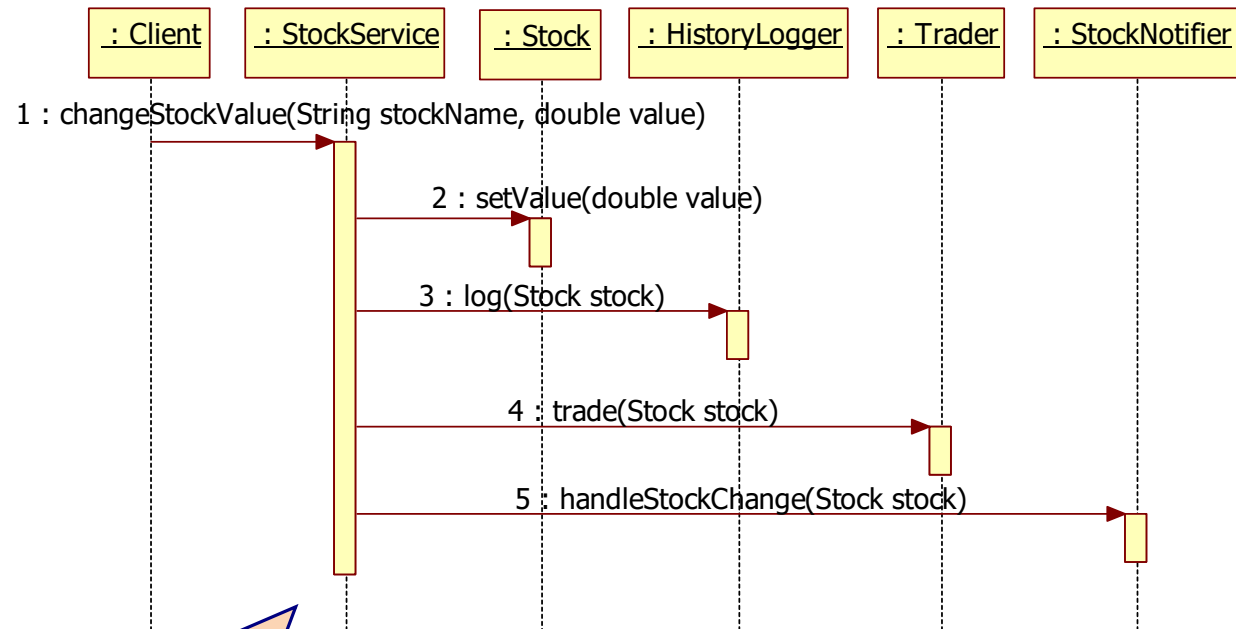 : Client
: StockService
: Stock
: HistoryLogger
: Trader
: StockNotifier
1 : changeStockValue(String stockName, double value)
2 : setValue(double value)
3 : log(Stock stock)
4 : trade(Stock stock)
5 : handleStockChange(Stock stock)